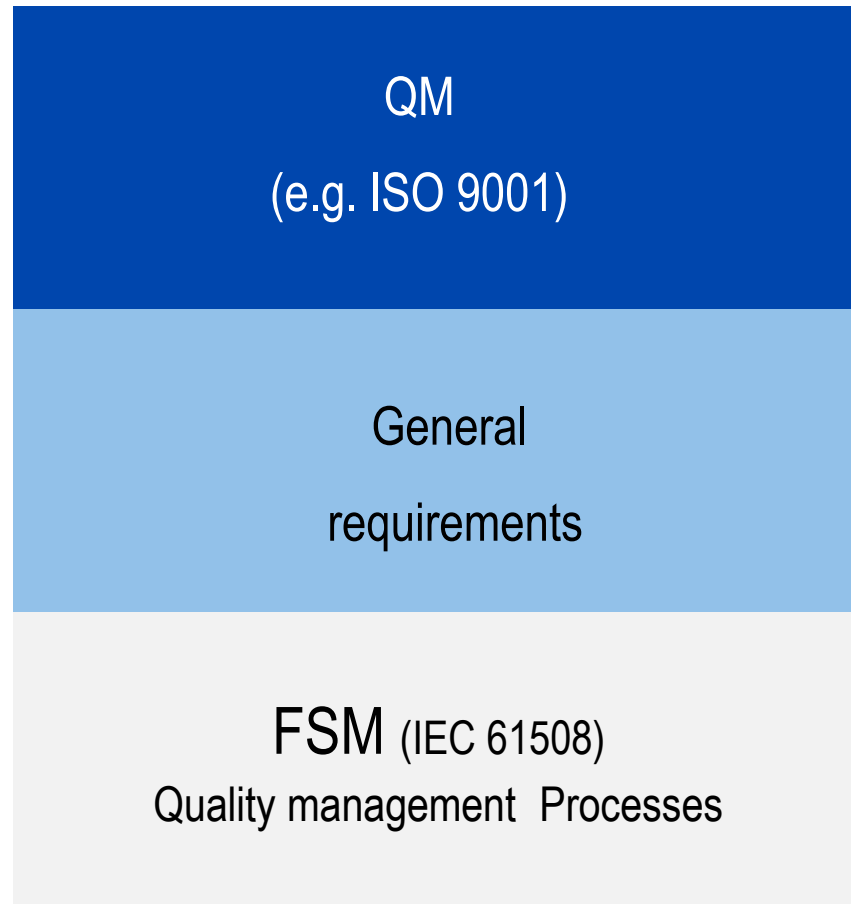 QM
(e.g. ISO 9001)
General
requirements
FSM (IEC 61508)
Quality management  Processes